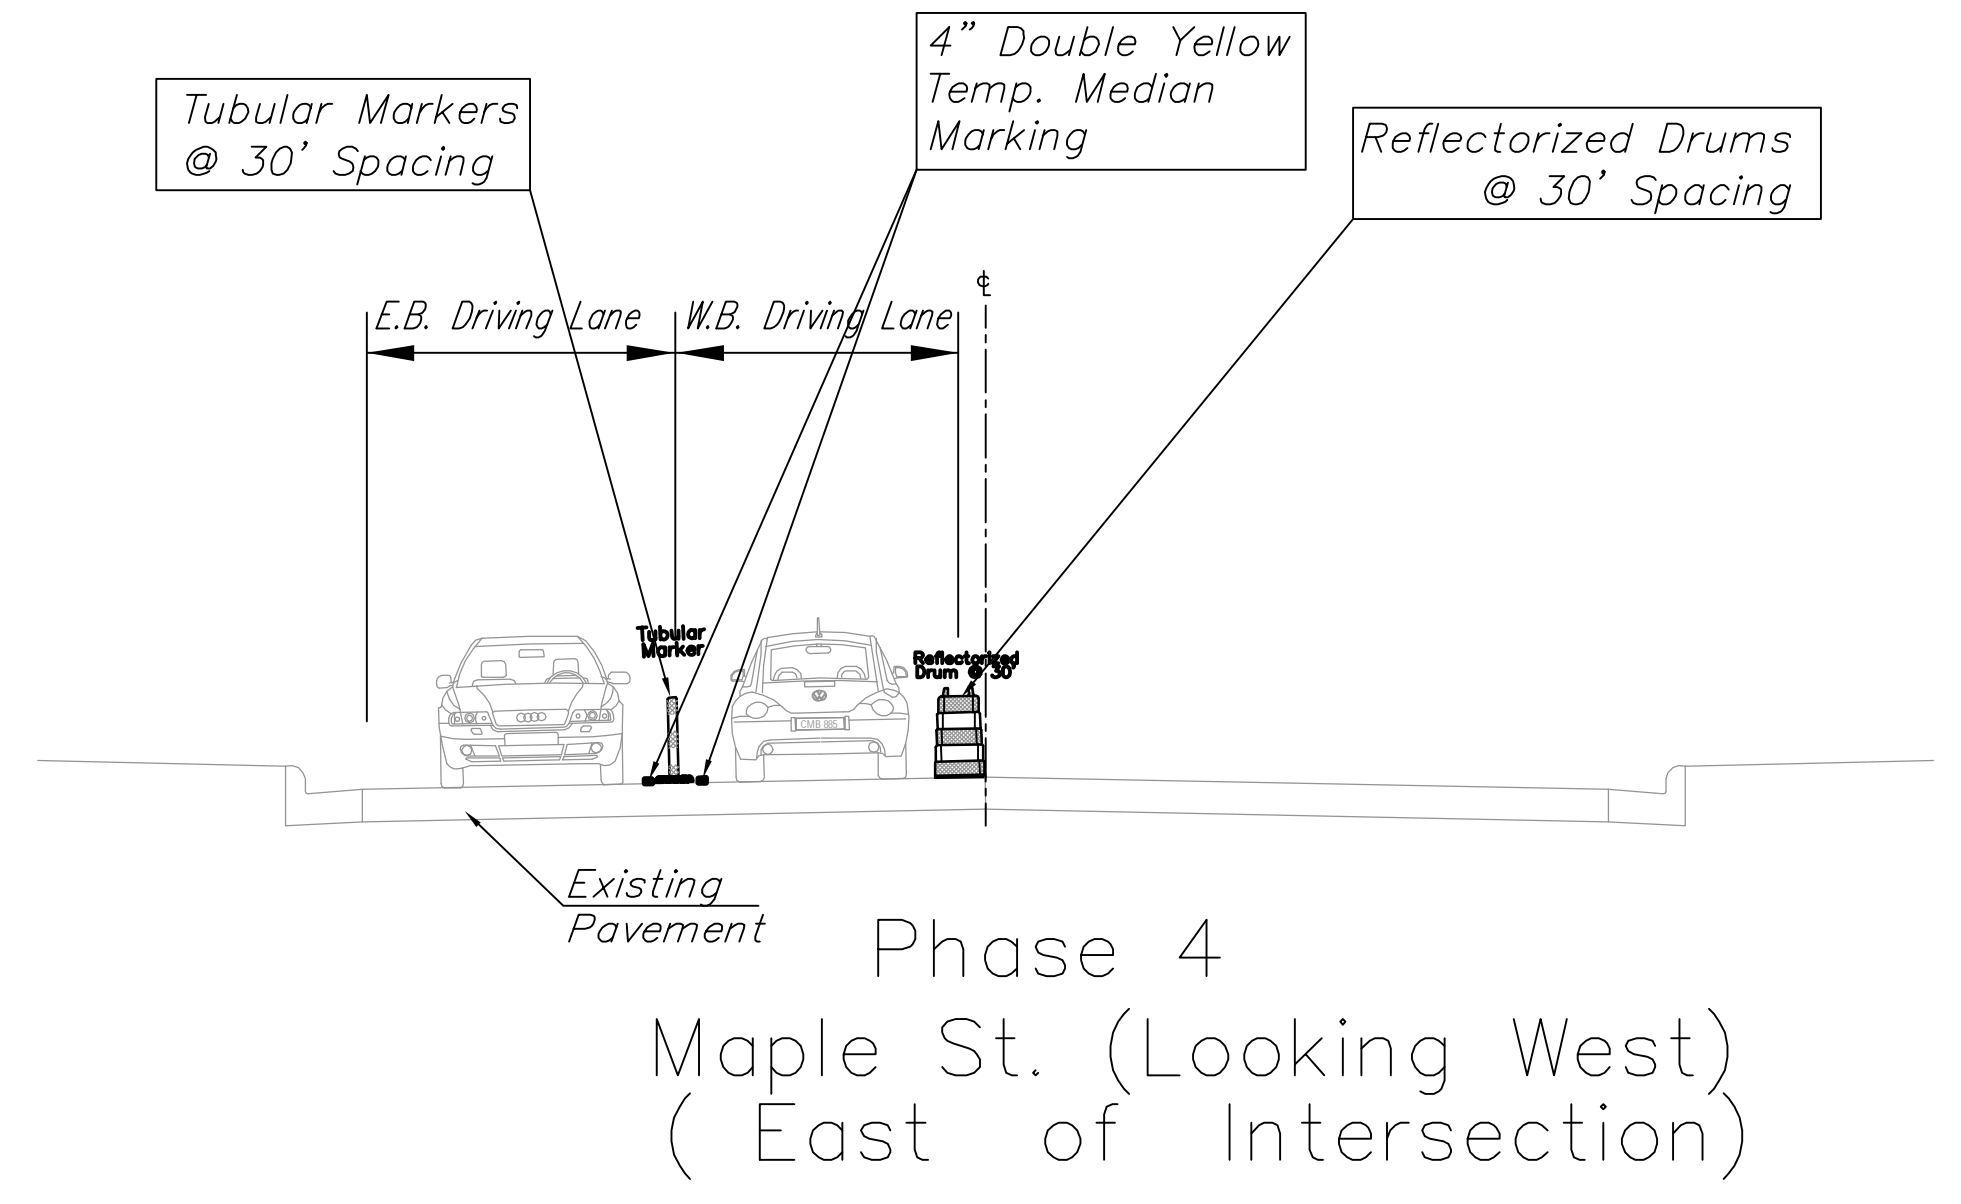 4” Double Yellow
Temp. Median
Marking
Tubular Markers
@ 30’ Spacing
Reflectorized Drums
@ 30’ Spacing
℄
E.B. Driving Lane
W.B. Driving Lane
Tubular
Marker
Reflectorized
Drum @ 30'
CMB 885
Existing
Pavement
Phase 4
Maple St. (Looking West)
( East of Intersection)